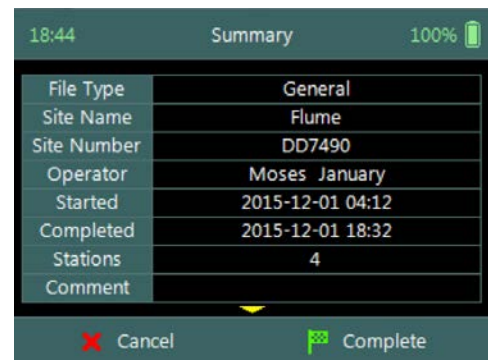 18:44 Summary 100%
File Type General
Site Name Flume
Site Number DD7490
Operator Moses January
Started 2015-12-01 04:12
Completed 2015-12-01 18:32
Stations 4
Comment
Cancel Complete